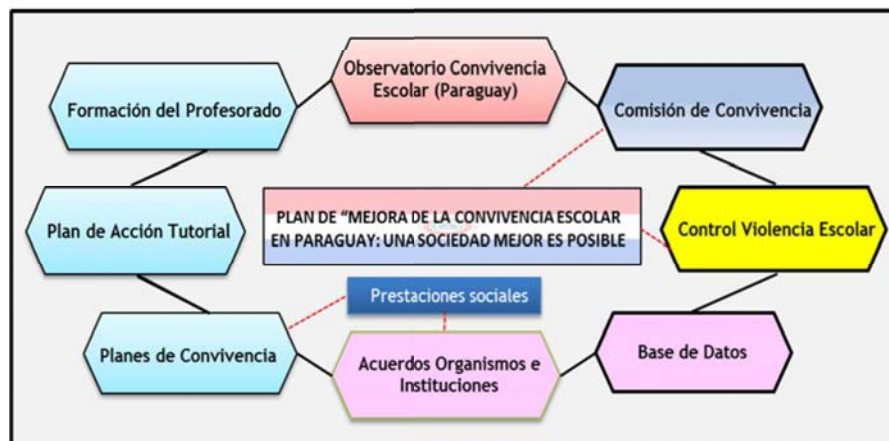 Observatorio Convivencia
Escolar (Paraguay)
Formación del Profesorado
Comisión de Convivencia
PLAN DE “MEJORA DE LA CONVIVENCIA ESCOLAR
EN PARAGUAY: UNA SOCIEDAD MEJOR ES POSIBLE
Plan de Acción Tutorial
Control Violencia Escolar
Prestaciones sociales
Planes de Convivencia
Acuerdos Organismos e
Instituciones
Base de Datos